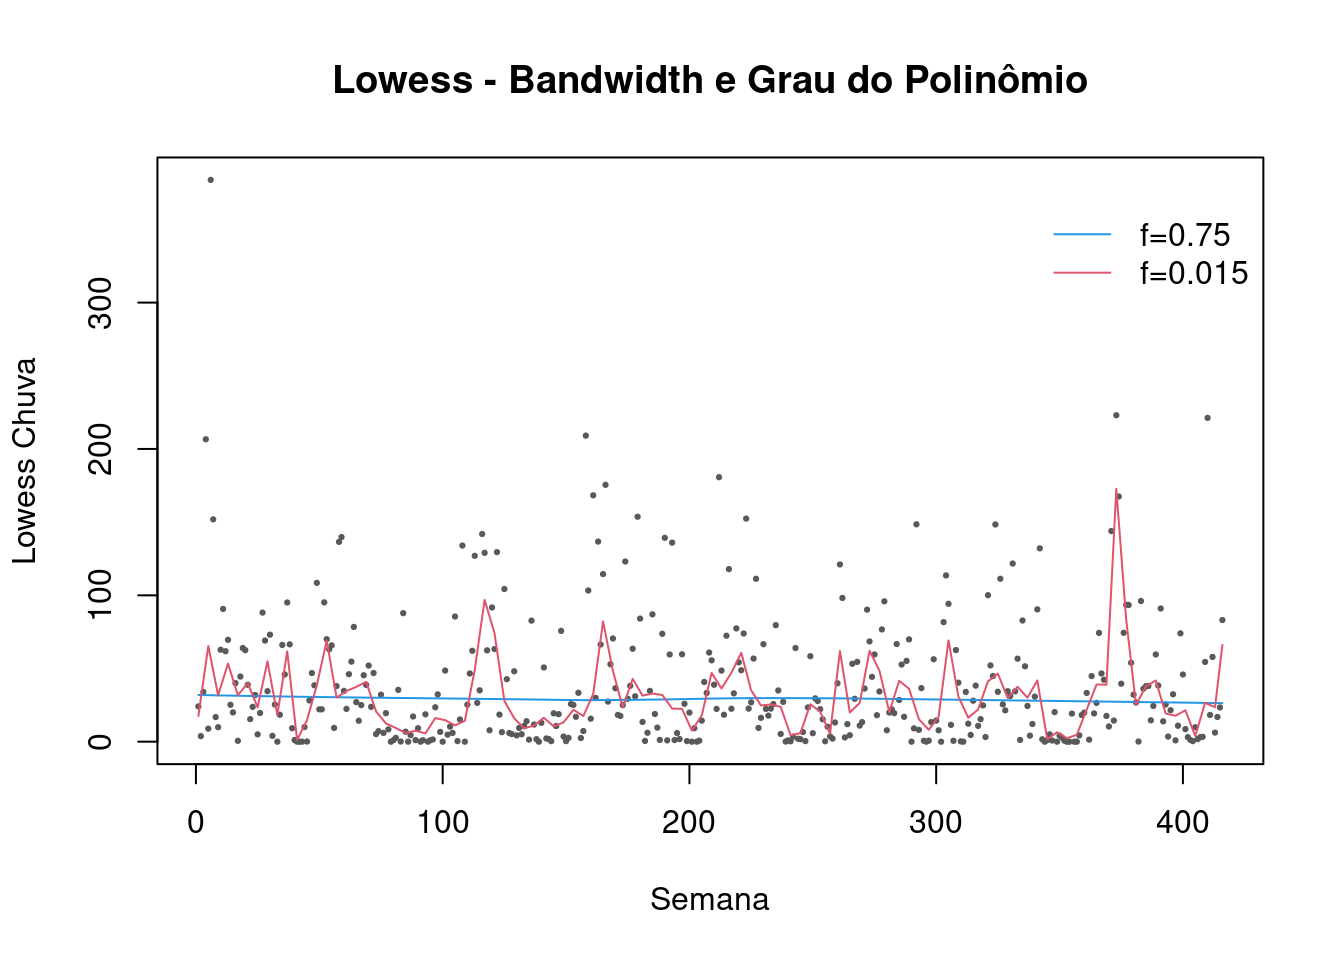 Lowess - Bandwidth e Grau do Polinômio
f=0.75
f=0.015
Lowess Chuva
300
200
100
0
0 100 200 300 400
Semana